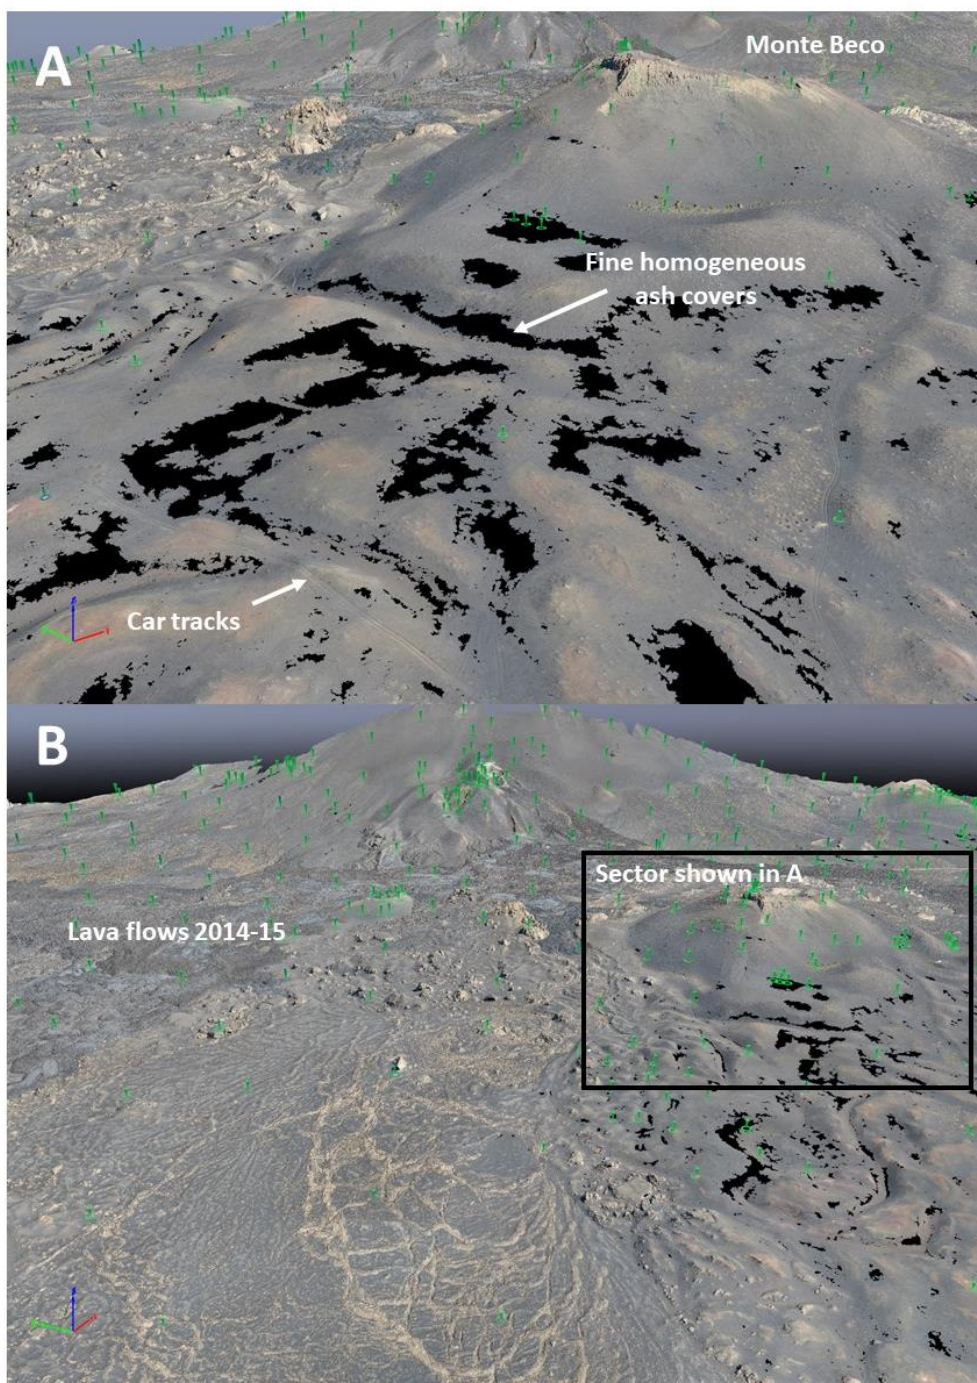 A
Monte Beco
Fine homogeneous
ash covers
Car tracks
B
Sector shown in A
Lava flows 2014-15